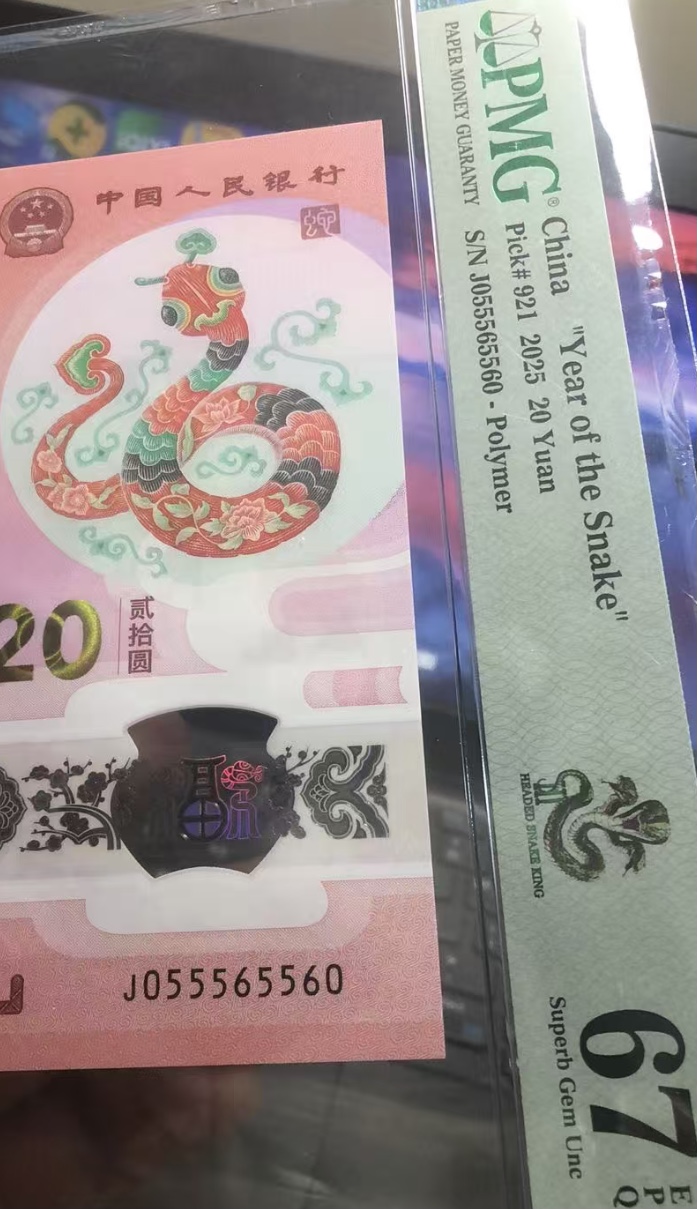 中国人民银行
20
贰拾圆
J055565560
PMG®
PAPER MONEY GUARANTY
China "Year of the Snake"
Pick# 921 2025 20 Yuan
S/N J055565560 - Polymer
HEADED SNAKE KING
67 EPQ
Superb Gem Unc